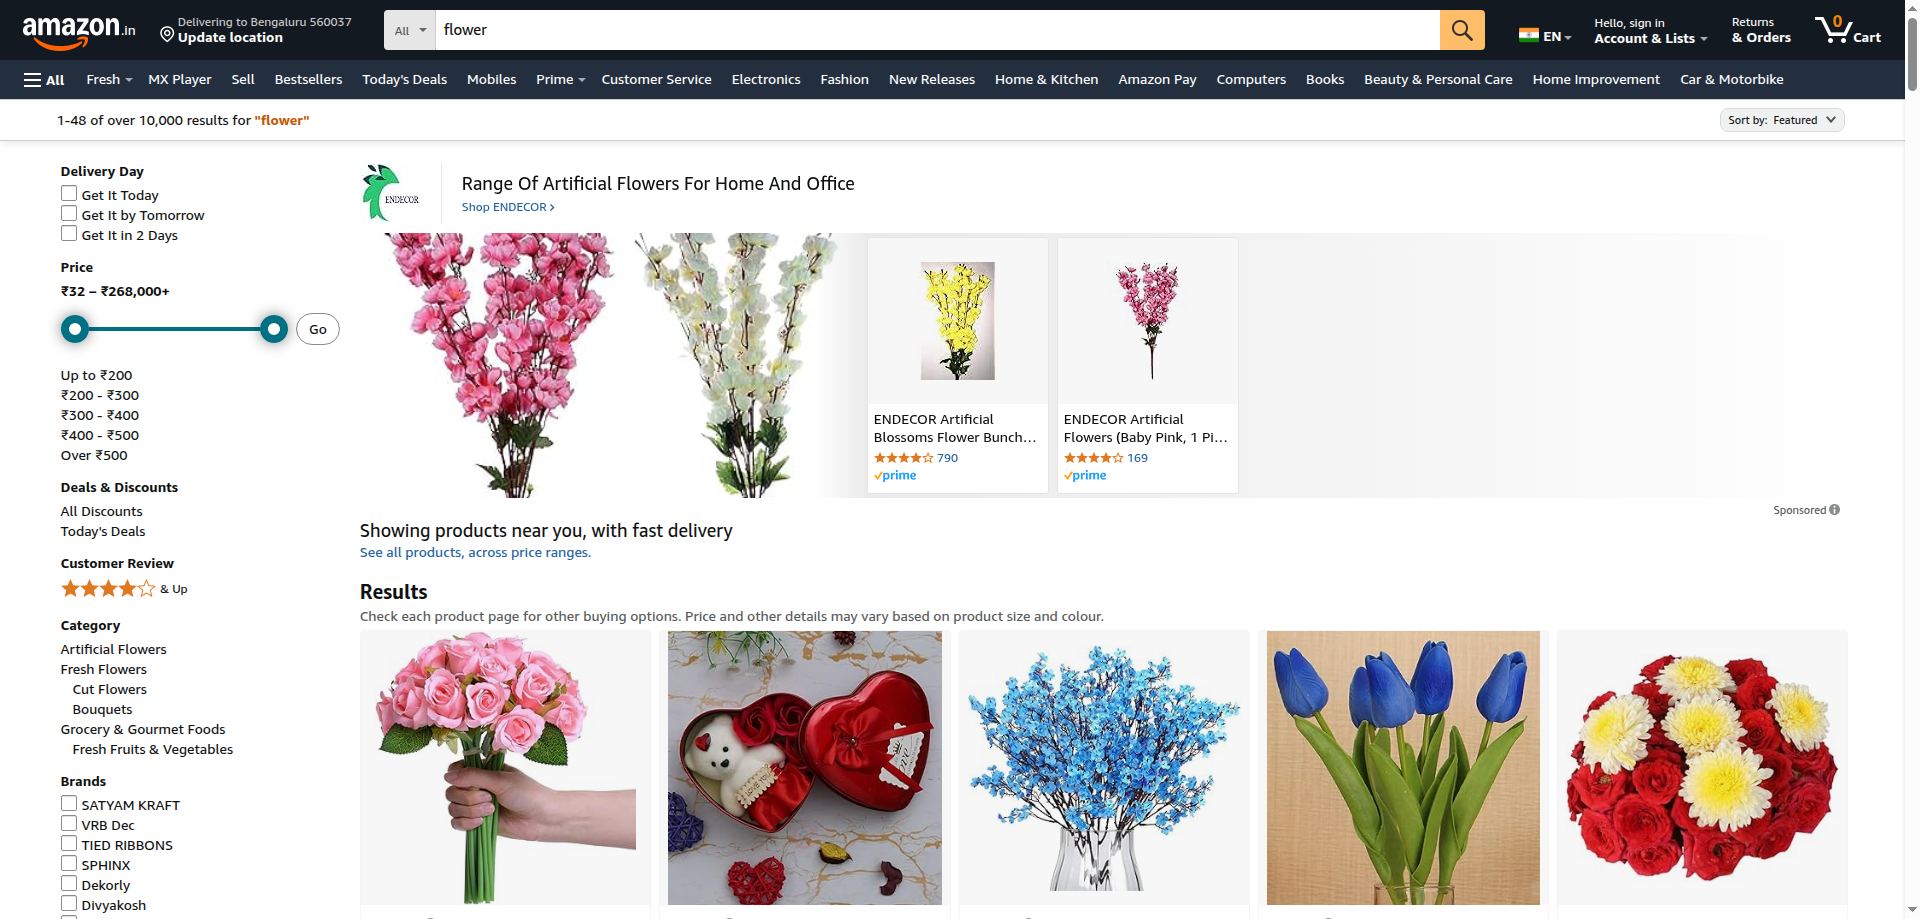 amazon.in
Delivering to Bengaluru 560037
Update location
All
flower
EN
Hello, sign in
Account & Lists
Returns
& Orders
0
Cart
All
Fresh
MX Player
Sell
Bestsellers
Today's Deals
Mobiles
Prime
Customer Service
Electronics
Fashion
New Releases
Home & Kitchen
Amazon Pay
Computers
Books
Beauty & Personal Care
Home Improvement
Car & Motorbike
1-48 of over 10,000 results for "flower"
Sort by: Featured
Delivery Day
Get It Today
Get It by Tomorrow
Get It in 2 Days
Price
₹32 – ₹268,000+
Go
Up to ₹200
₹200 - ₹300
₹300 - ₹400
₹400 - ₹500
Over ₹500
Deals & Discounts
All Discounts
Today's Deals
Customer Review
& Up
Category
Artificial Flowers
Fresh Flowers
Cut Flowers
Bouquets
Grocery & Gourmet Foods
Fresh Fruits & Vegetables
Brands
SATYAM KRAFT
VRB Dec
TIED RIBBONS
SPHINX
Dekorly
Divyakosh
ENDECOR
Range Of Artificial Flowers For Home And Office
Shop ENDECOR ›
ENDECOR Artificial
Blossoms Flower Bunch...
790
prime
ENDECOR Artificial
Flowers (Baby Pink, 1 Pi...
169
prime
Sponsored
Showing products near you, with fast delivery
See all products, across price ranges.
Results
Check each product page for other buying options. Price and other details may vary based on product size and colour.